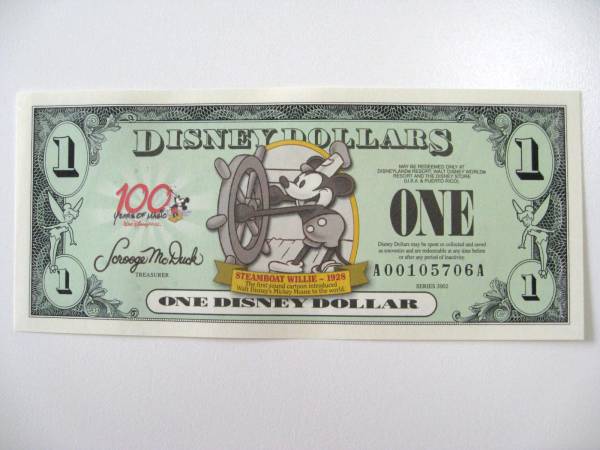 DISNEY DOLLARS
1
1
100
YEARS OF MAGIC
WALT DISNEY
MAY BE REDEEMED ONLY AT
DISNEYLAND® RESORT, WALT DISNEY WORLD®
RESORT AND THE DISNEY STORE
(U.S.A. & PUERTO RICO)
ONE
Disney Dollars may be spent or collected and saved
as souvenirs and are redeemable at any time before
or after any period of inactivity.
Scrooge McDuck
TREASURER
A00105706A
SERIES 2002
STEAMBOAT WILLIE ~ 1928
The first sound cartoon introduced
Walt Disney's Mickey Mouse to the world.
1
ONE DISNEY DOLLAR
1